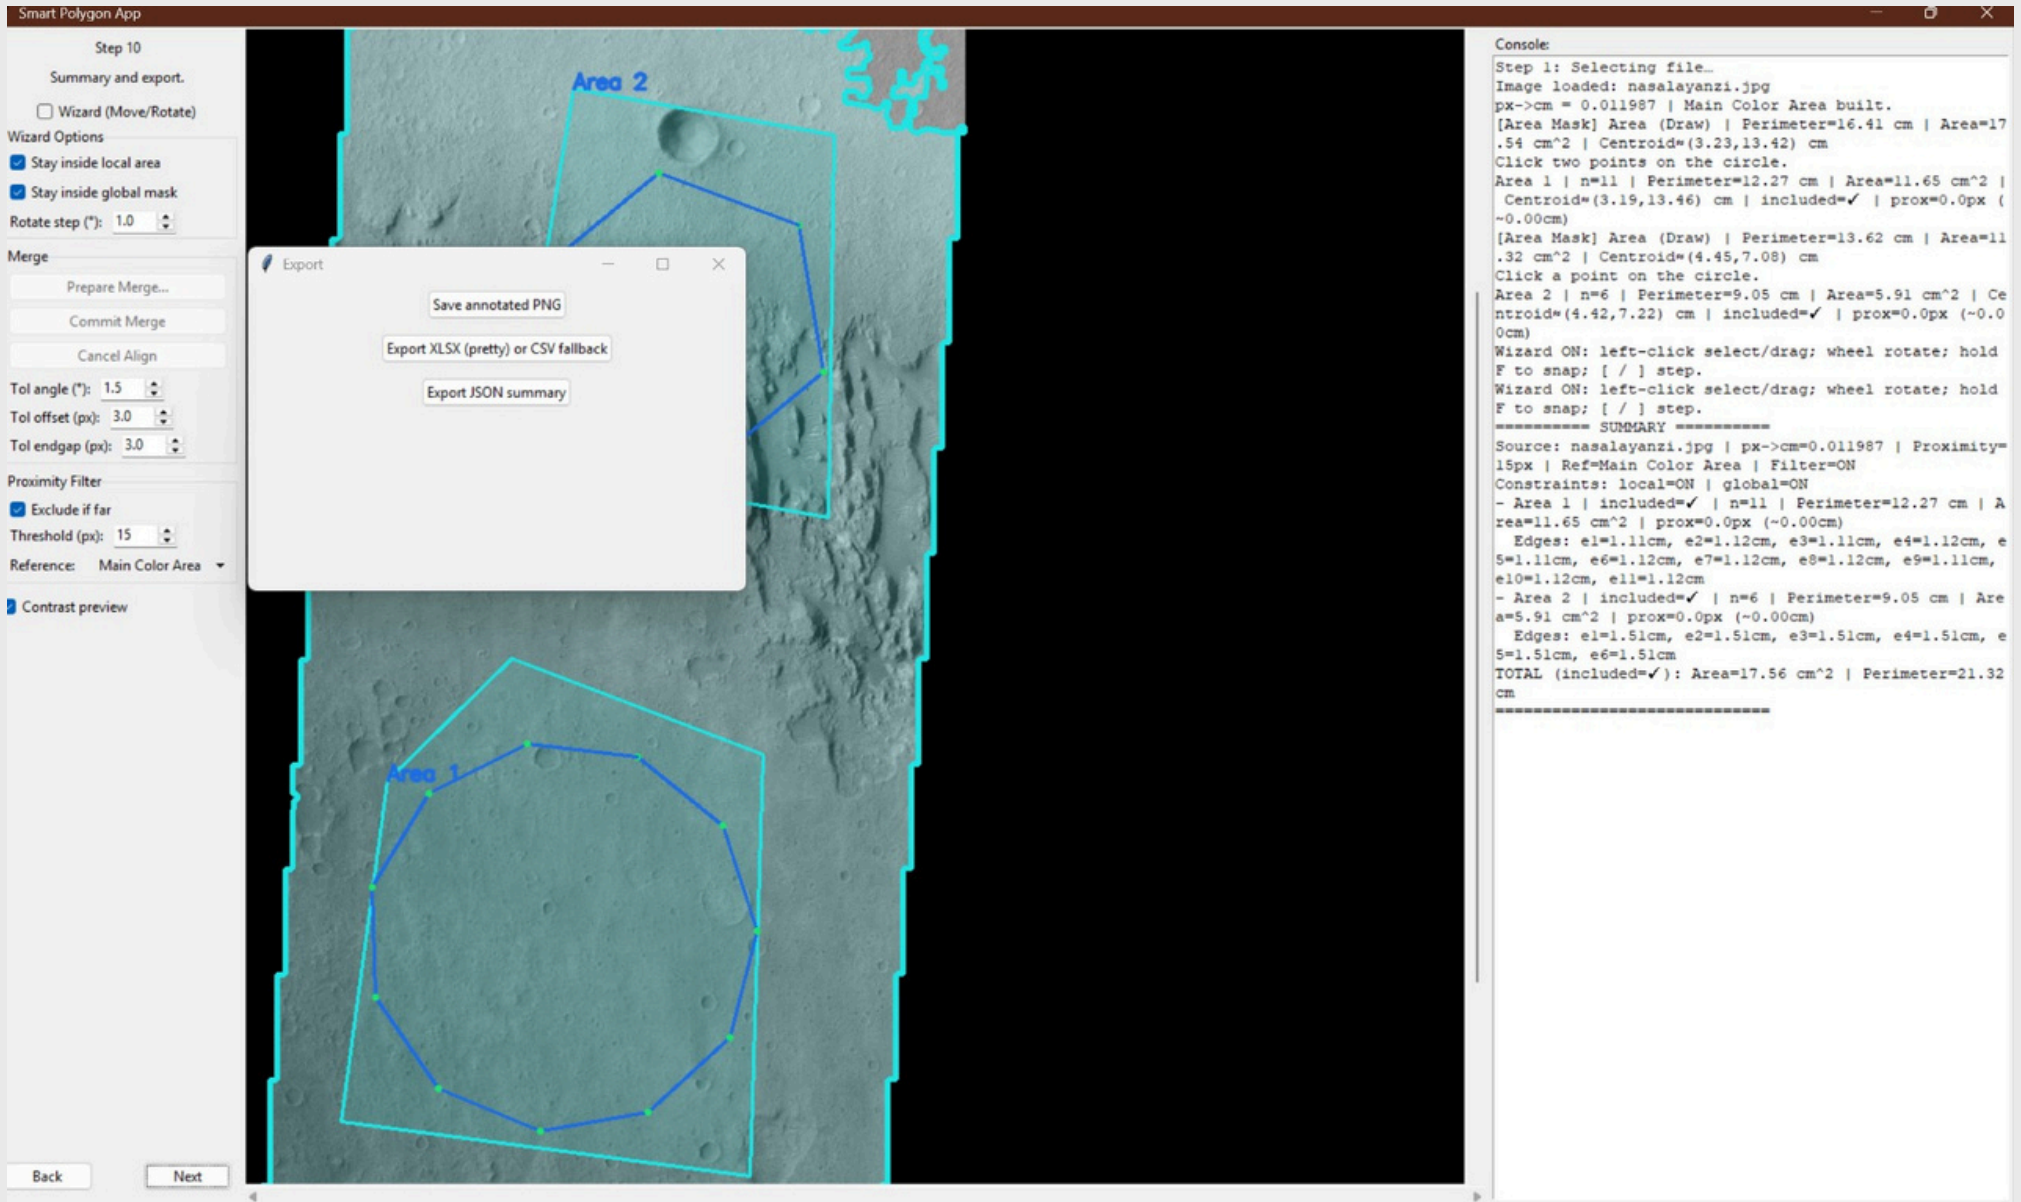 Smart Polygon App
Step 10
Summary and export.
Wizard (Move/Rotate)
Wizard Options
Stay inside local area
Stay inside global mask
Rotate step (°): 1.0
Merge
Prepare Merge...
Commit Merge
Cancel Align
Tol angle (°): 1.5
Tol offset (px): 3.0
Tol endgap (px): 3.0
Proximity Filter
Exclude if far
Threshold (px): 15
Reference: Main Color Area
Contrast preview
Back
Next
Area 2
Export
Save annotated PNG
Export XLSX (pretty) or CSV fallback
Export JSON summary
Area 1
Console:
Step 1: Selecting file…
Image loaded: nasalayanzi.jpg
px->cm = 0.011987 | Main Color Area built.
[Area Mask] Area (Draw) | Perimeter=16.41 cm | Area=17
.54 cm^2 | Centroid≈(3.23,13.42) cm
Click two points on the circle.
Area 1 | n=11 | Perimeter=12.27 cm | Area=11.65 cm^2 |
Centroid≈(3.19,13.46) cm | included=✓ | prox=0.0px (
~0.00cm)
[Area Mask] Area (Draw) | Perimeter=13.62 cm | Area=11
.32 cm^2 | Centroid≈(4.45,7.08) cm
Click a point on the circle.
Area 2 | n=6 | Perimeter=9.05 cm | Area=5.91 cm^2 | Ce
ntroid≈(4.42,7.22) cm | included=✓ | prox=0.0px (~0.0
0cm)
Wizard ON: left-click select/drag; wheel rotate; hold
F to snap; [ / ] step.
Wizard ON: left-click select/drag; wheel rotate; hold
F to snap; [ / ] step.
========== SUMMARY ==========
Source: nasalayanzi.jpg | px->cm=0.011987 | Proximity=
15px | Ref=Main Color Area | Filter=ON
Constraints: local=ON | global=ON
- Area 1 | included=✓ | n=11 | Perimeter=12.27 cm | A
rea=11.65 cm^2 | prox=0.0px (~0.00cm)
Edges: e1=1.11cm, e2=1.12cm, e3=1.11cm, e4=1.12cm, e
5=1.11cm, e6=1.12cm, e7=1.12cm, e8=1.12cm, e9=1.11cm,
e10=1.12cm, e11=1.12cm
- Area 2 | included=✓ | n=6 | Perimeter=9.05 cm | Are
a=5.91 cm^2 | prox=0.0px (~0.00cm)
Edges: e1=1.51cm, e2=1.51cm, e3=1.51cm, e4=1.51cm, e
5=1.51cm, e6=1.51cm
TOTAL (included=✓): Area=17.56 cm^2 | Perimeter=21.32
cm
=============================